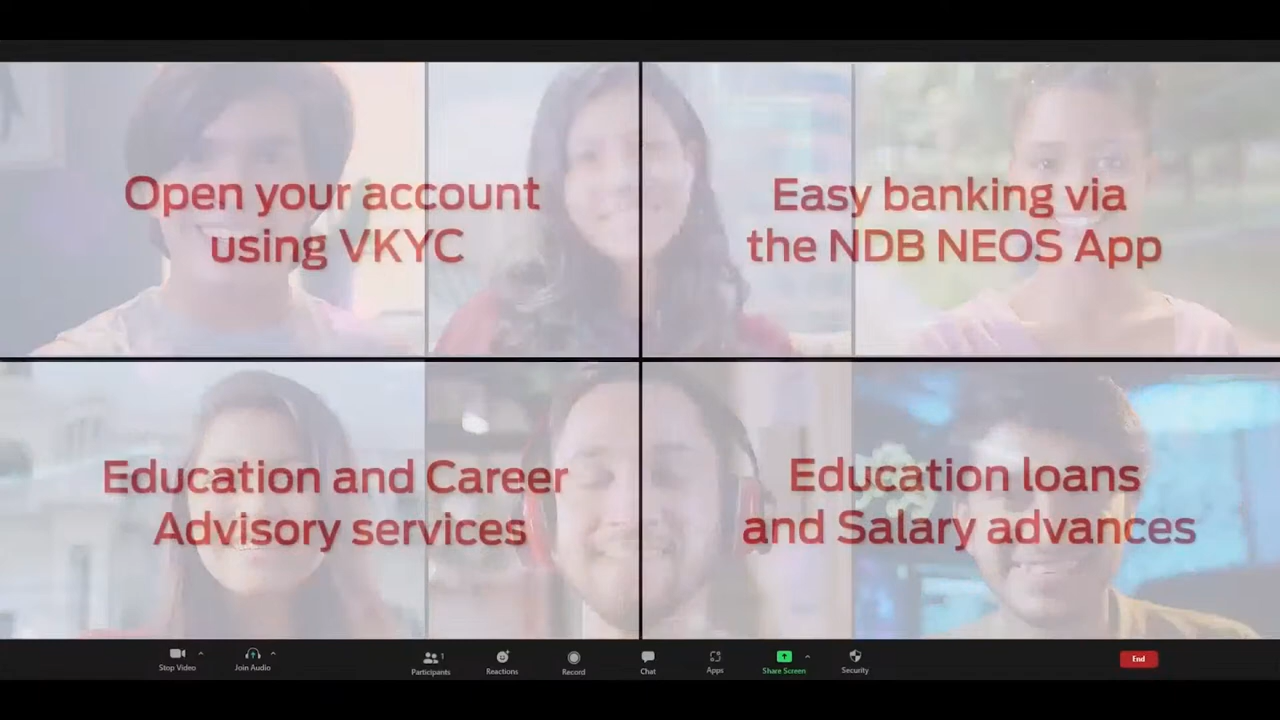 Open your account
using VKYC
Easy banking via
the NDB NEOS App
Education and Career
Advisory services
Education loans
and Salary advances
Stop Video
Join Audio
Participants
1
Reactions
Record
Chat
Apps
Share Screen
Security
End